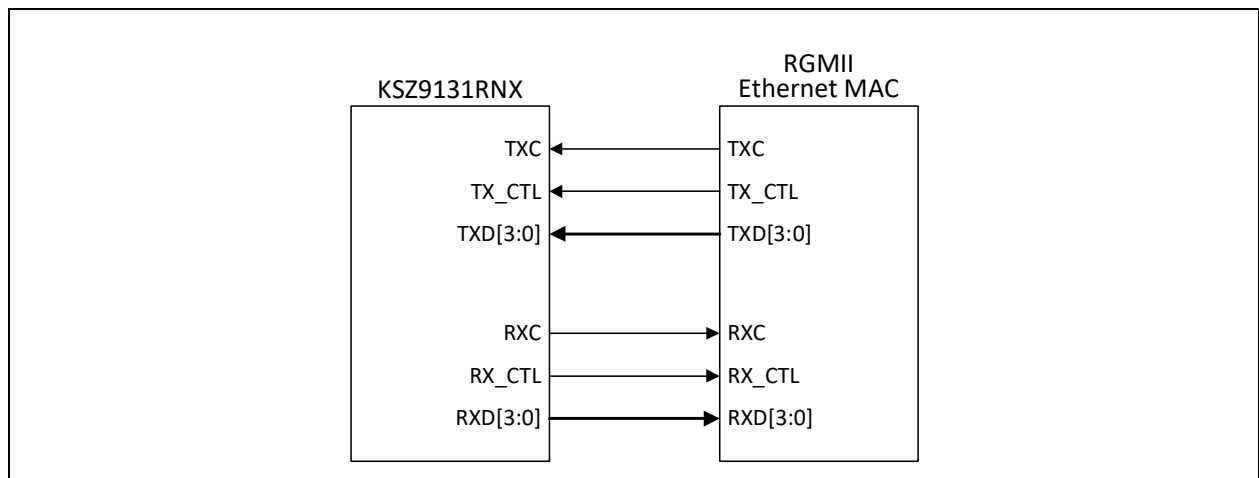 RGMII
Ethernet MAC
KSZ9131RNX
TXC TXC
TX_CTL TX_CTL
TXD[3:0] TXD[3:0]
RXC RXC
RX_CTL RX_CTL
RXD[3:0] RXD[3:0]